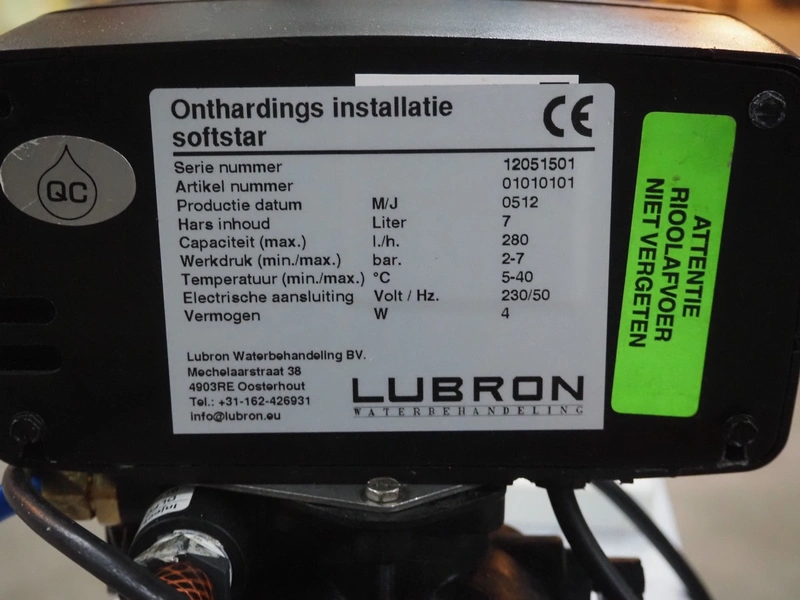 Onthardings installatie
softstar
CE
Serie nummer 12051501
Artikel nummer 01010101
Productie datum M/J 0512
Hars inhoud Liter 7
Capaciteit (max.) l./h. 280
Werkdruk (min./max.) bar. 2-7
Temperatuur (min./max.) °C 5-40
Electrische aansluiting Volt / Hz. 230/50
Vermogen W 4
Lubron Waterbehandeling BV.
Mechelaarstraat 38
4903RE Oosterhout
Tel.: +31-162-426931
info@lubron.eu
LUBRON
WATERBEHANDELING
QC
ATTENTIE
RIOOLAFVOER
NIET VERGETEN